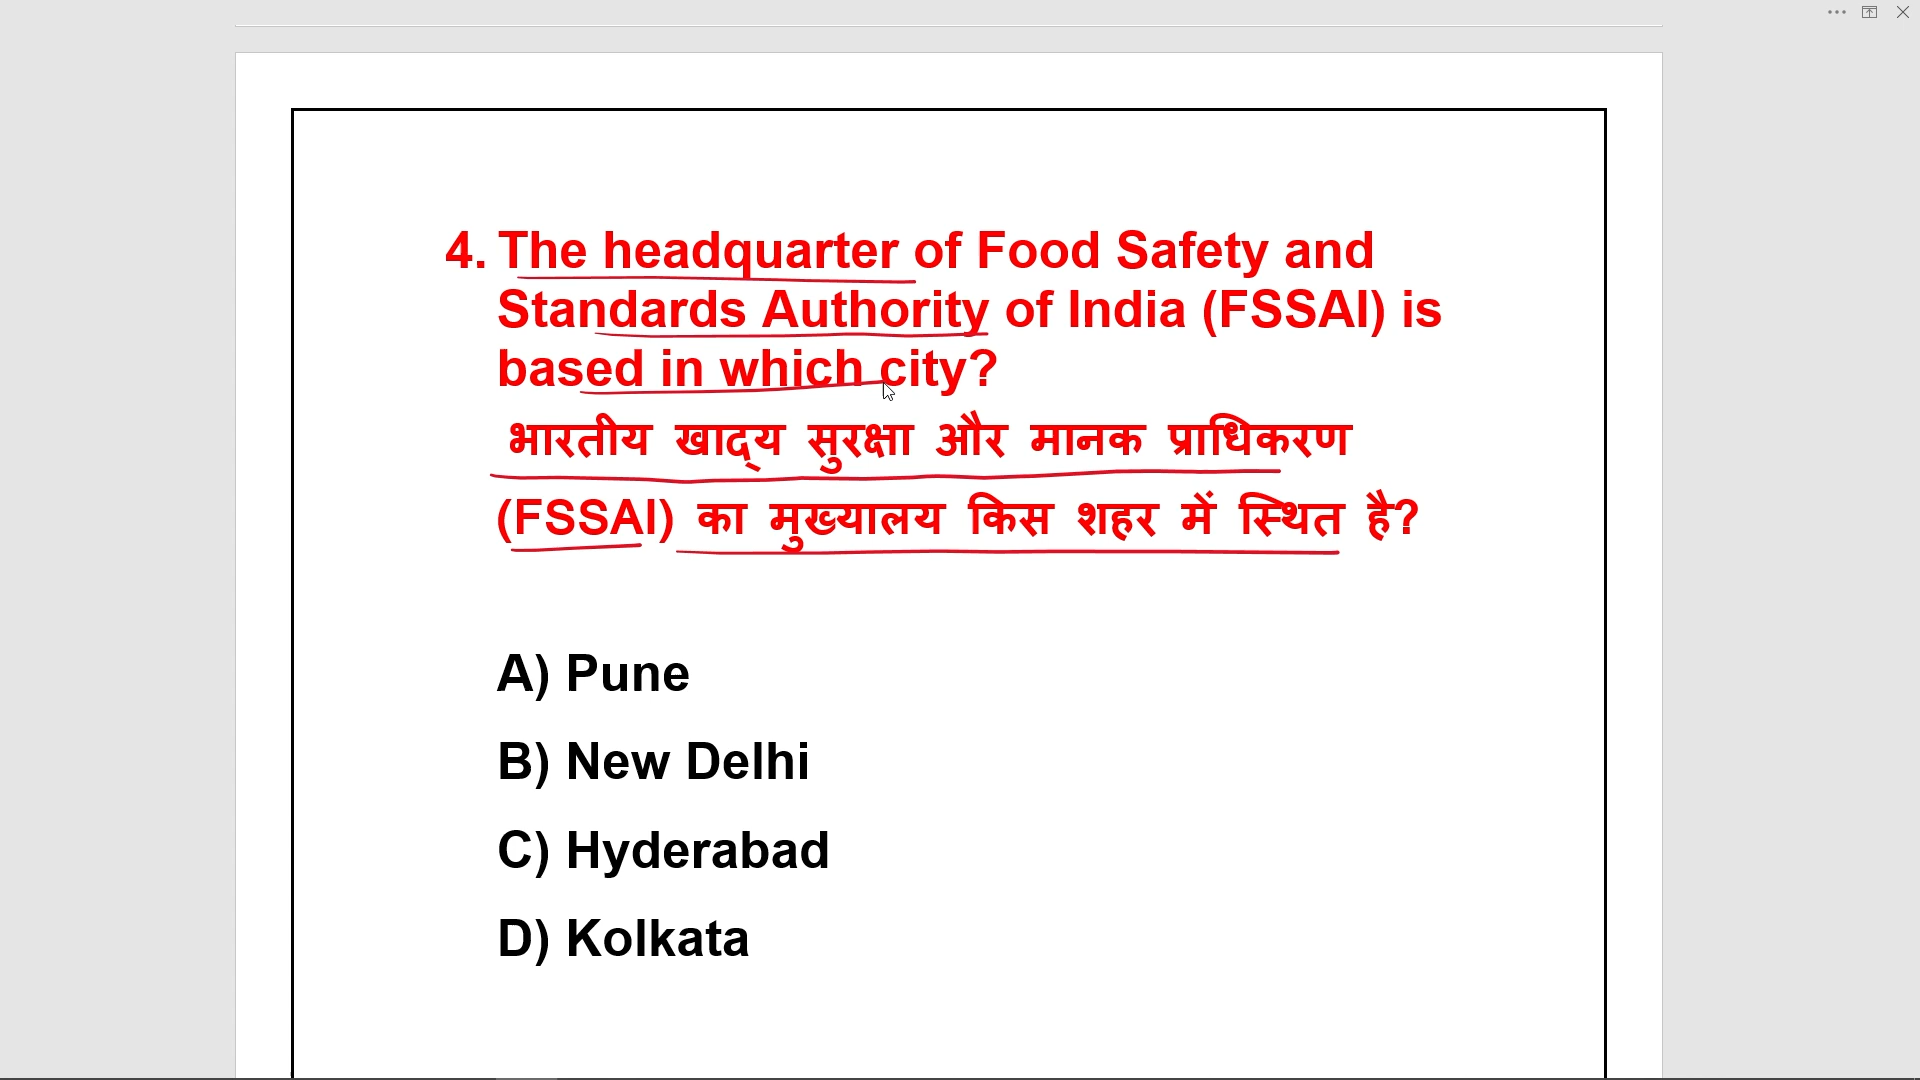 4. The headquarter of Food Safety and
Standards Authority of India (FSSAI) is
based in which city?
भारतीय खाद्य सुरक्षा और मानक प्राधिकरण
(FSSAI) का मुख्यालय किस शहर में स्थित है?
A) Pune
B) New Delhi
C) Hyderabad
D) Kolkata